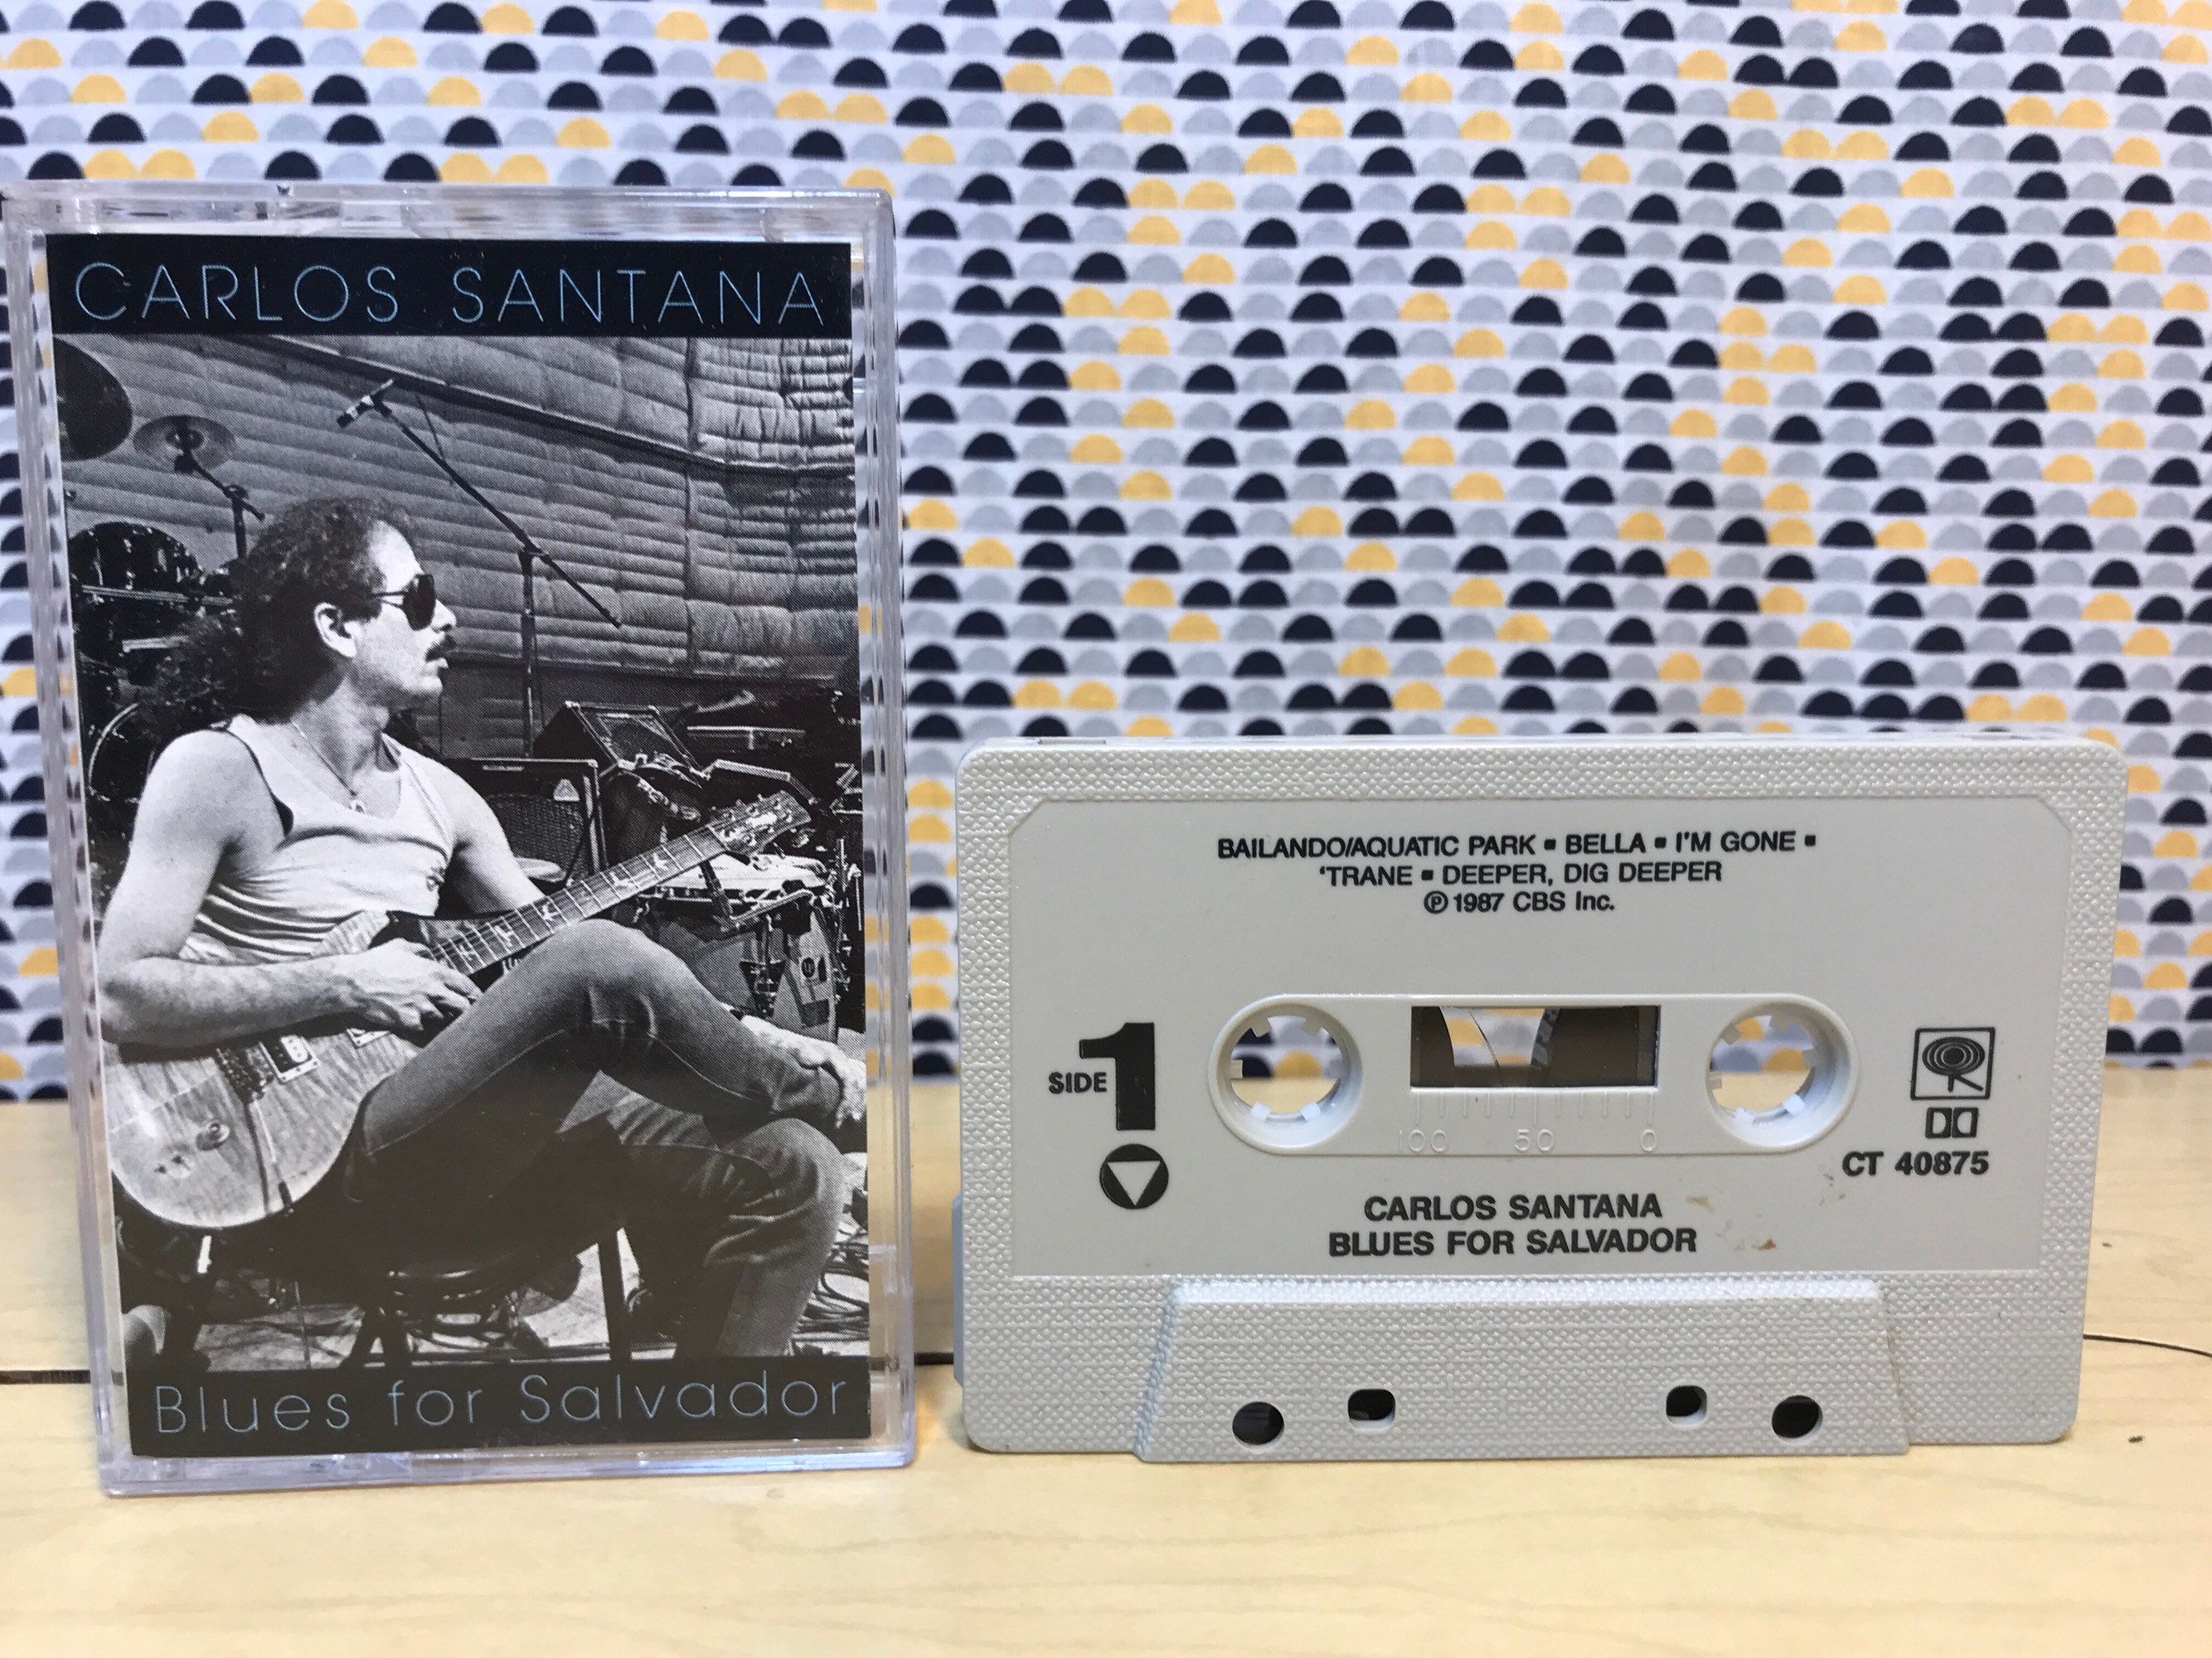 CARLOS SANTANA
Blues for Salvador
BAILANDO/AQUATIC PARK ▪ BELLA ▪ I'M GONE ▪
'TRANE ▪ DEEPER, DIG DEEPER
Ⓟ 1987 CBS Inc.
SIDE 1
100 50 0
CT 40875
CARLOS SANTANA
BLUES FOR SALVADOR